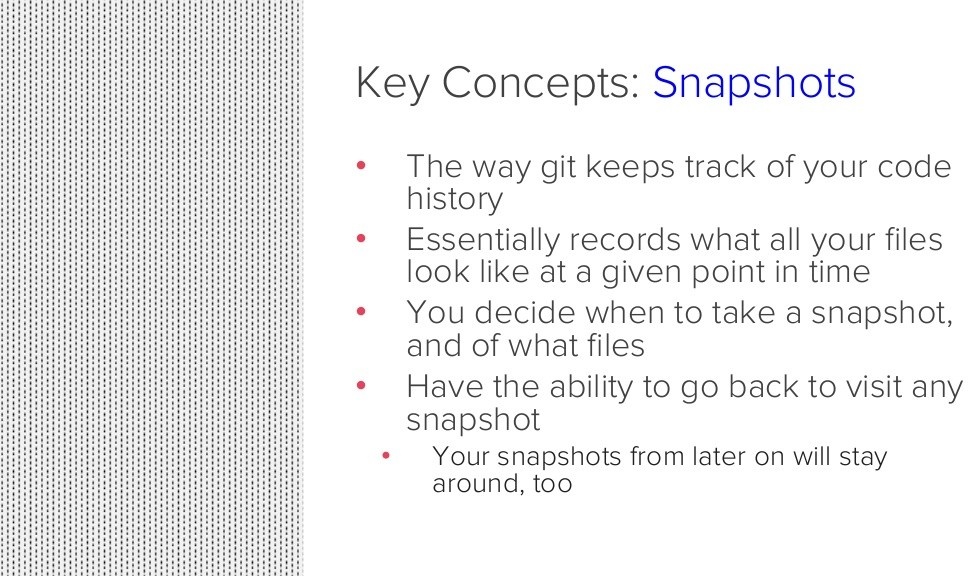 Key Concepts: Snapshots
• The way git keeps track of your code
history
• Essentially records what all your files
look like at a given point in time
• You decide when to take a snapshot,
and of what files
• Have the ability to go back to visit any
snapshot
• Your snapshots from later on will stay
around, too